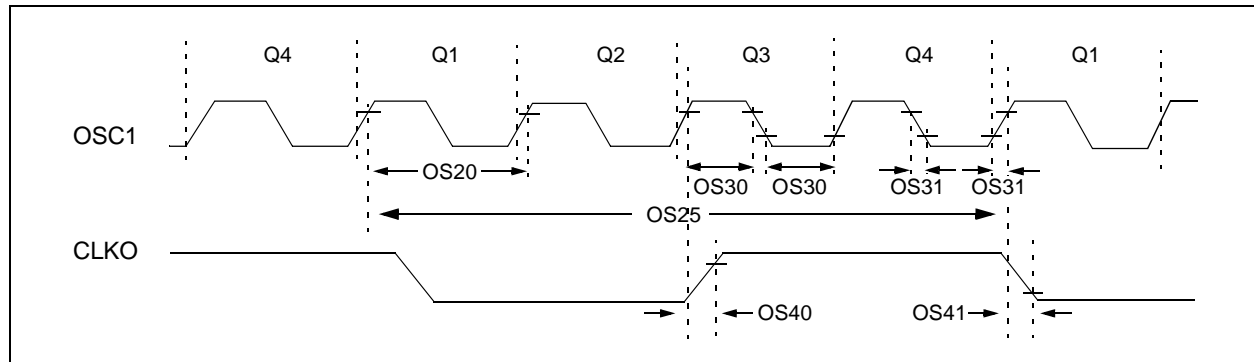 Q4 Q1 Q2 Q3 Q4 Q1
OSC1
OS20 OS30 OS30 OS31 OS31
OS25
CLKO
OS40 OS41